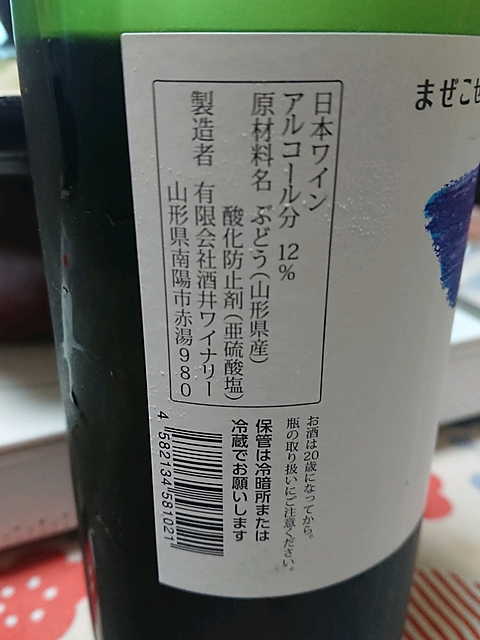 まぜこぜ
日本ワイン
アルコール分 12%
原材料名 ぶどう(山形県産)
酸化防止剤(亜硫酸塩)
製造者 有限会社酒井ワイナリー
山形県南陽市赤湯980
お酒は20歳になってから。
瓶の取り扱いにご注意ください。
保管は冷暗所または
冷蔵でお願いします
4582134581021